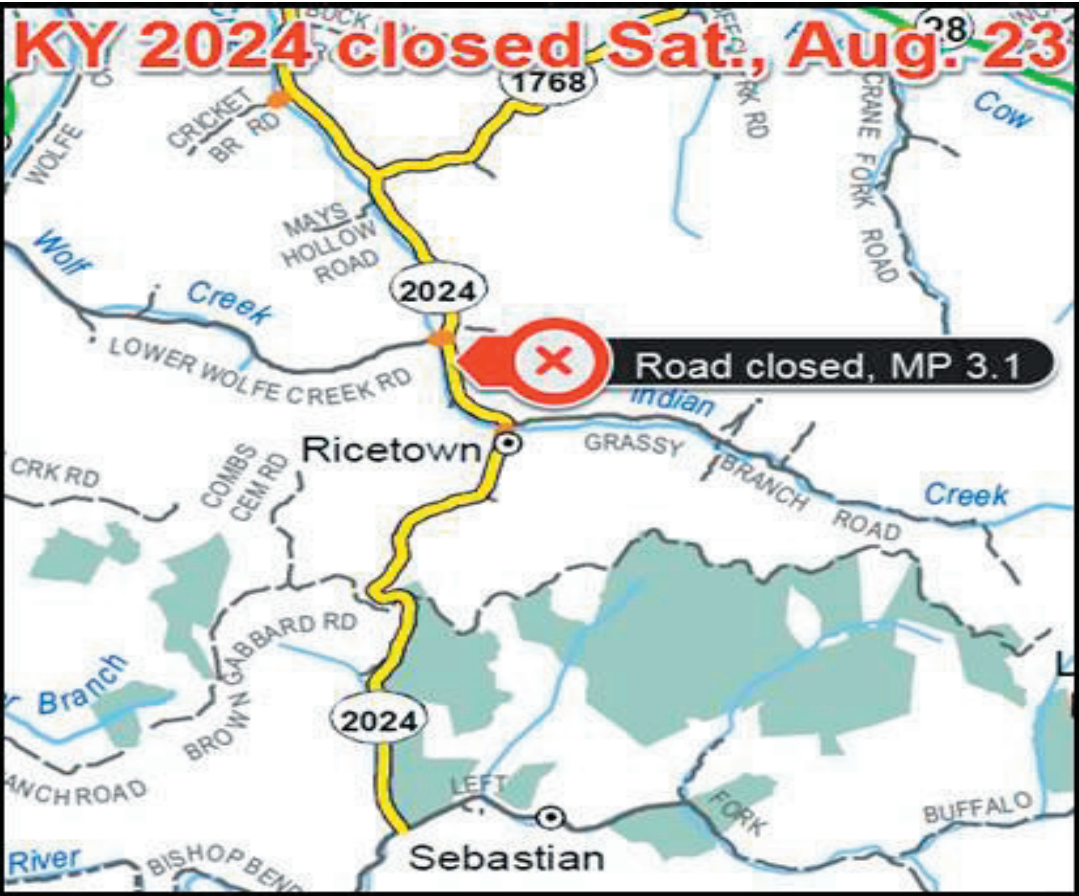 KY 2024 closed Sat., Aug. 23
28
1768
CRICKET
BR RD
WOLFE
CRANE FORK ROAD
Cow
MAYS
HOLLOW
ROAD
Wolf
Creek
2024
LOWER WOLFE CREEK RD
Road closed, MP 3.1
Indian
Ricetown
GRASSY
BRANCH
ROAD
Creek
CRK RD
COMBS
CEM RD
BROWN GABBARD RD
Branch
2024
LEFT
FORK
BUFFALO
Sebastian
River
BISHOP BEND